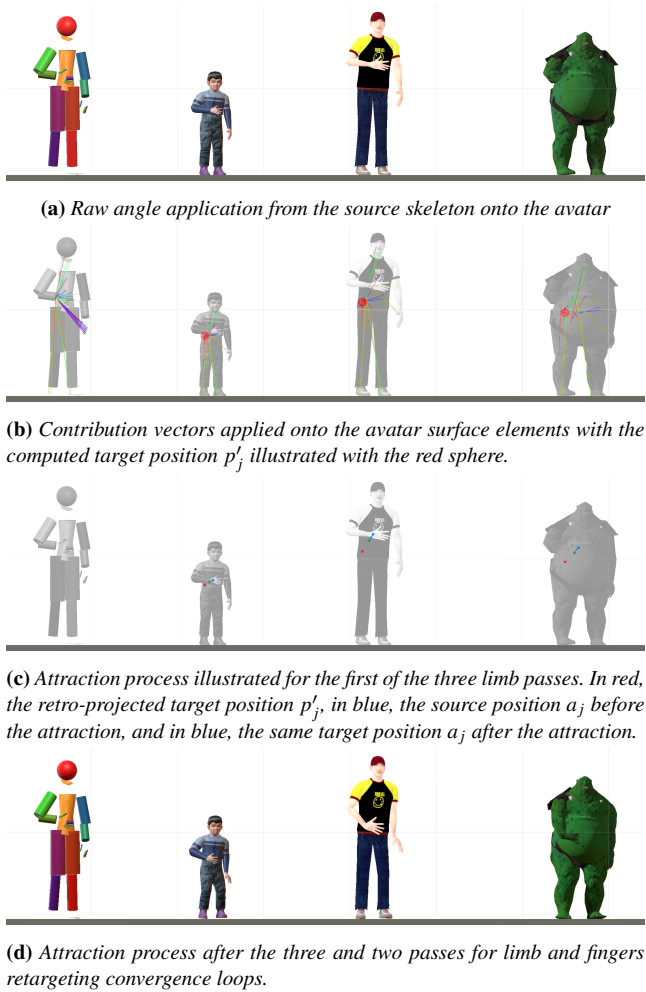 (a) Raw angle application from the source skeleton onto the avatar
(b) Contribution vectors applied onto the avatar surface elements with the
computed target position p′j illustrated with the red sphere.
(c) Attraction process illustrated for the first of the three limb passes. In red,
the retro-projected target position p′j, in blue, the source position aj before
the attraction, and in blue, the same target position aj after the attraction.
(d) Attraction process after the three and two passes for limb and fingers
retargeting convergence loops.